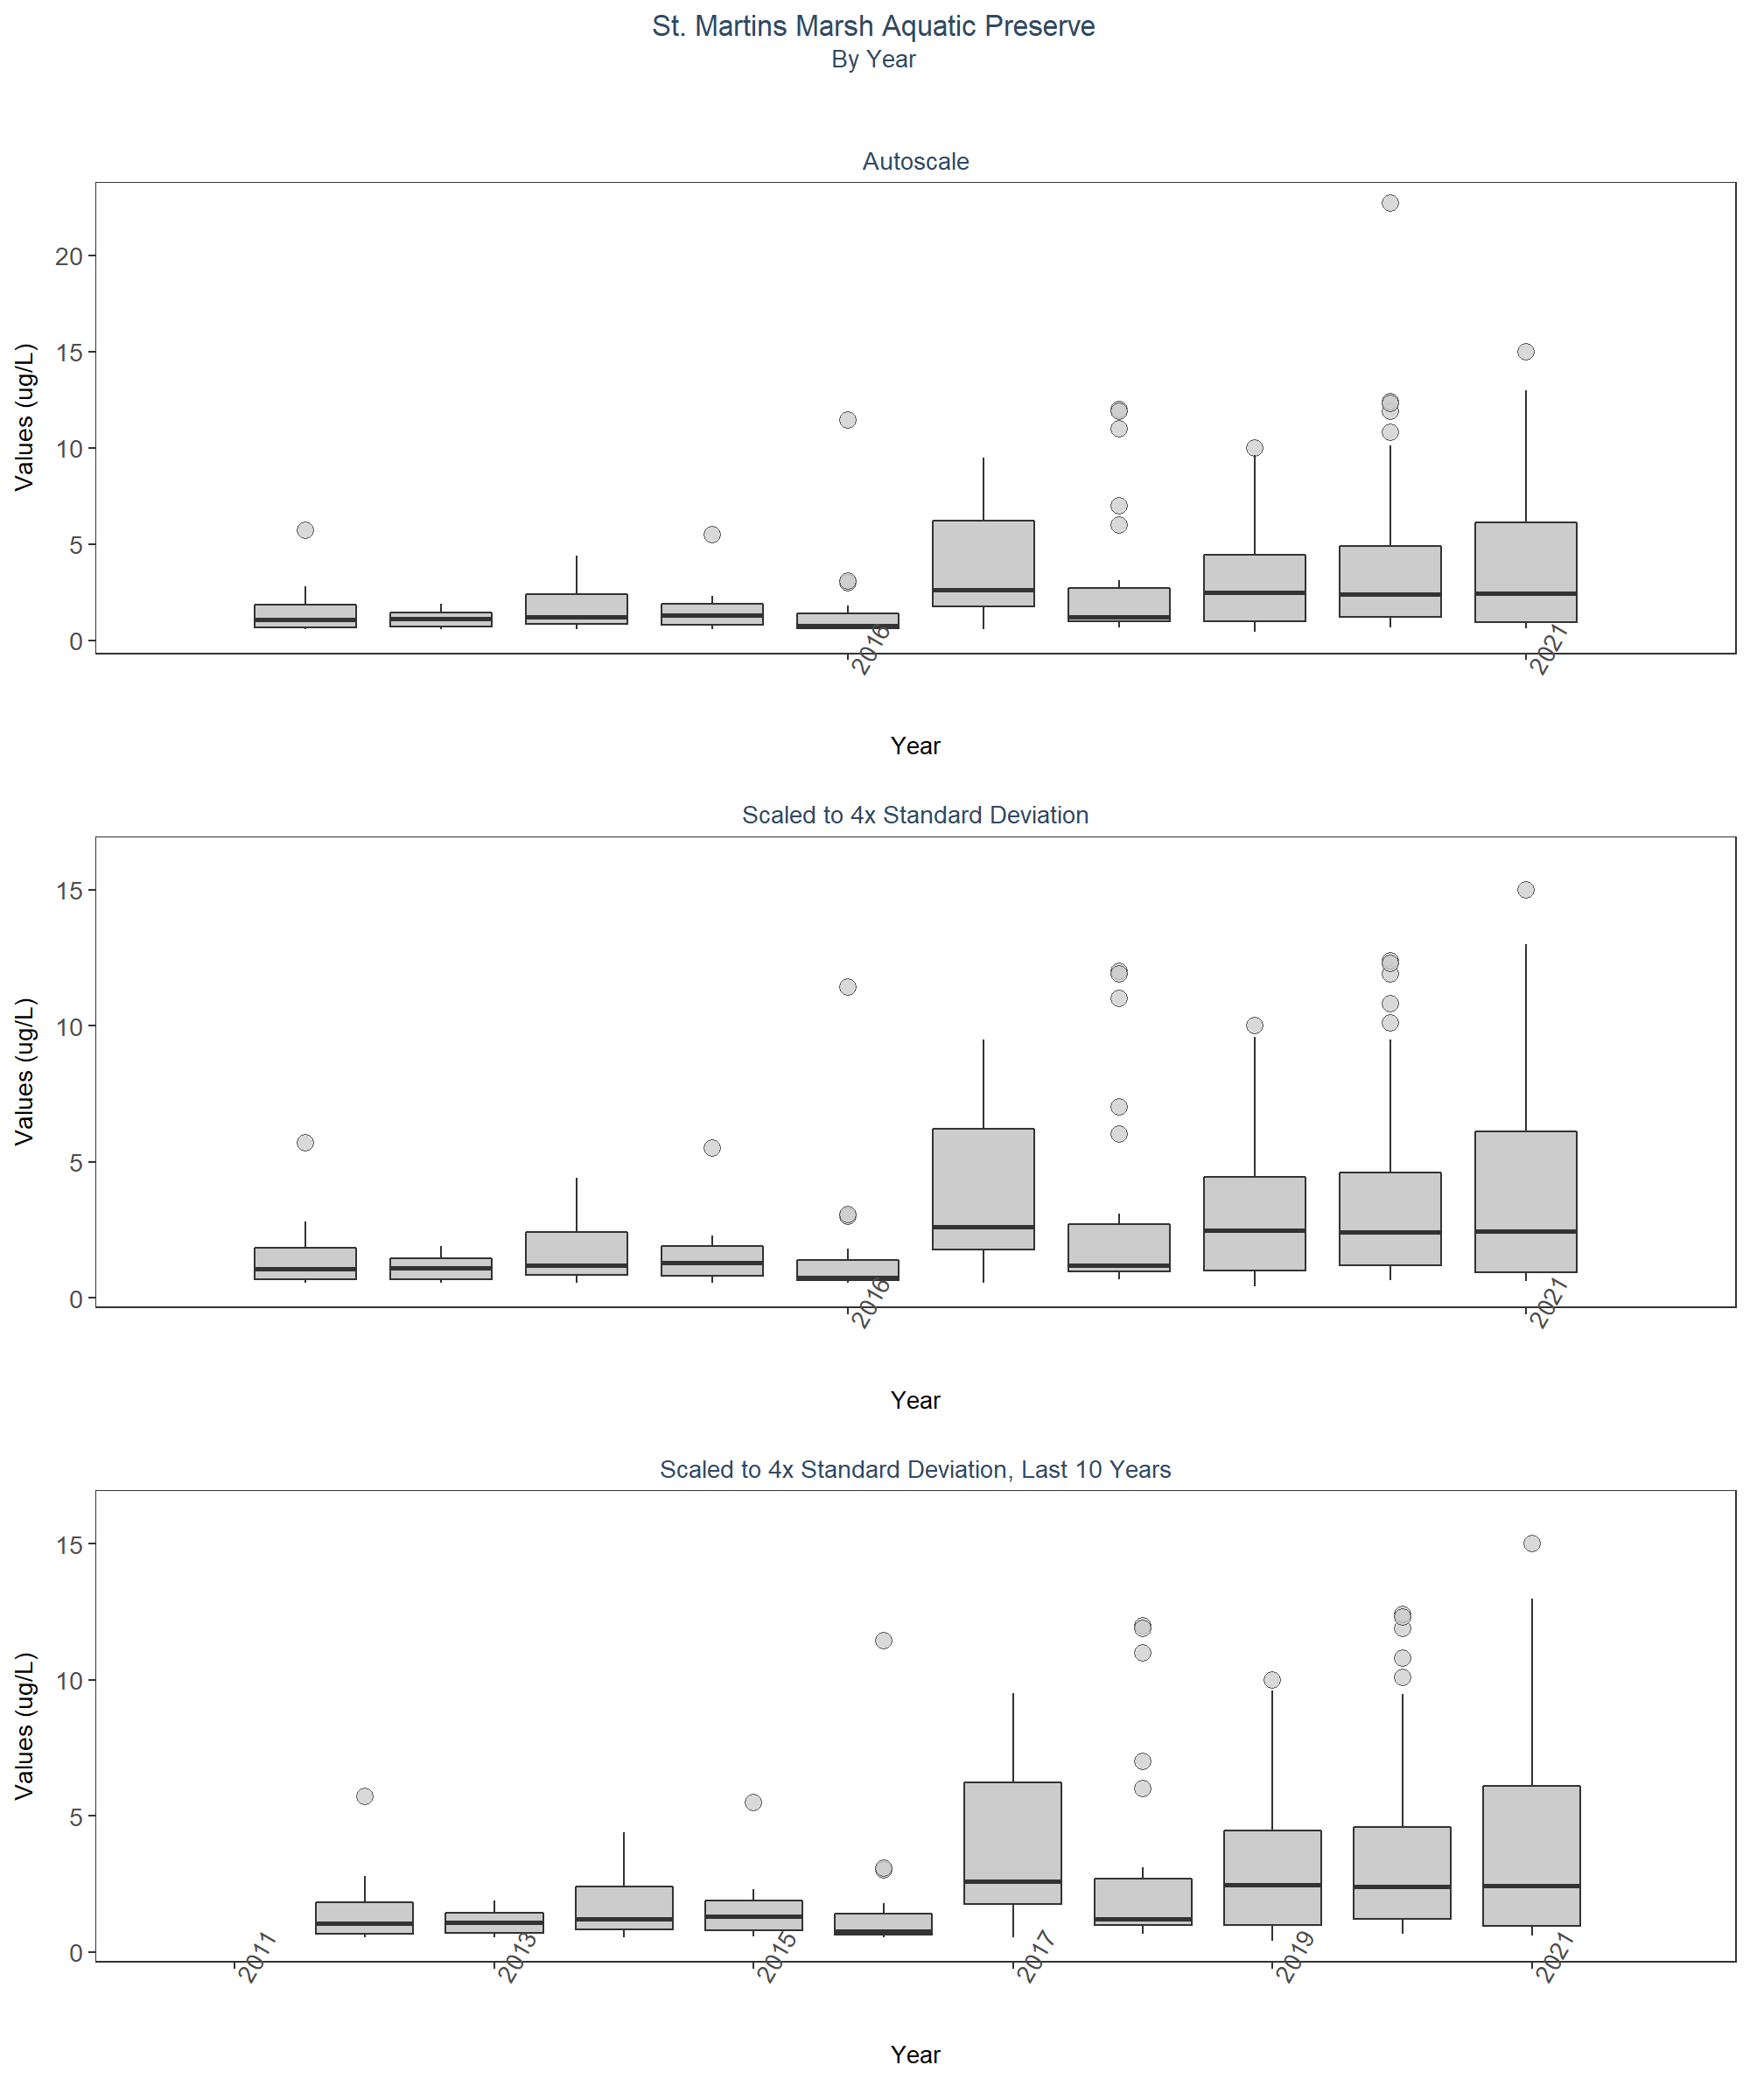 St. Martins Marsh Aquatic Preserve
By Year
Autoscale
Values (ug/L)
20
15
10
5
0
2016
2021
Year
Scaled to 4x Standard Deviation
Values (ug/L)
15
10
5
0
2016
2021
Year
Scaled to 4x Standard Deviation, Last 10 Years
Values (ug/L)
15
10
5
0
2011
2013
2015
2017
2019
2021
Year